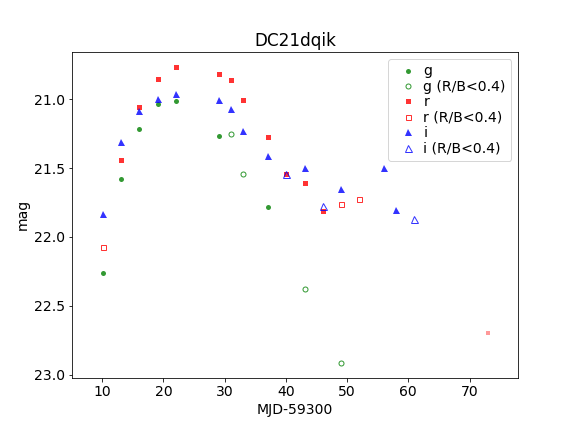 DC21dqik
g
g (R/B<0.4)
r
r (R/B<0.4)
i
i (R/B<0.4)
mag
21.0
21.5
22.0
22.5
23.0
10
20
30
40
50
60
70
MJD-59300